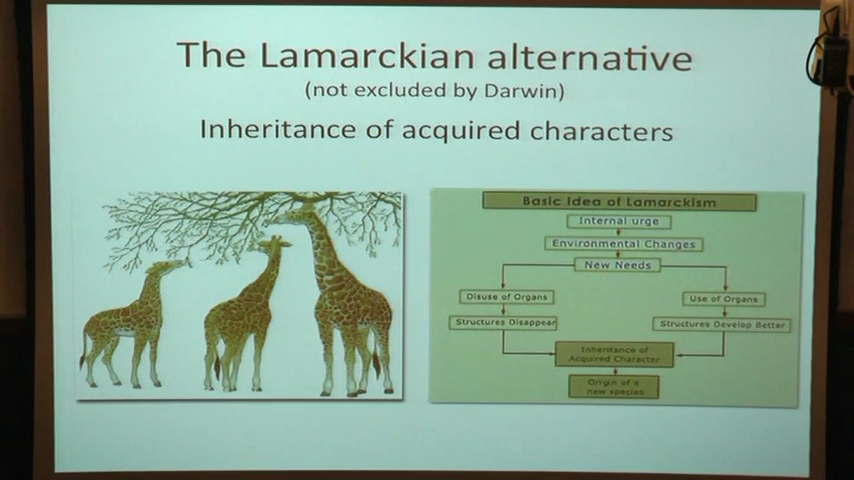 The Lamarckian alternative
(not excluded by Darwin)
Inheritance of acquired characters
Basic Idea of Lamarckism
Internal urge
Environmental Changes
New Needs
Disuse of Organs
Use of Organs
Structures Disappear
Structures Develop Better
Inheritance of
Acquired Character
Origin of a
new species